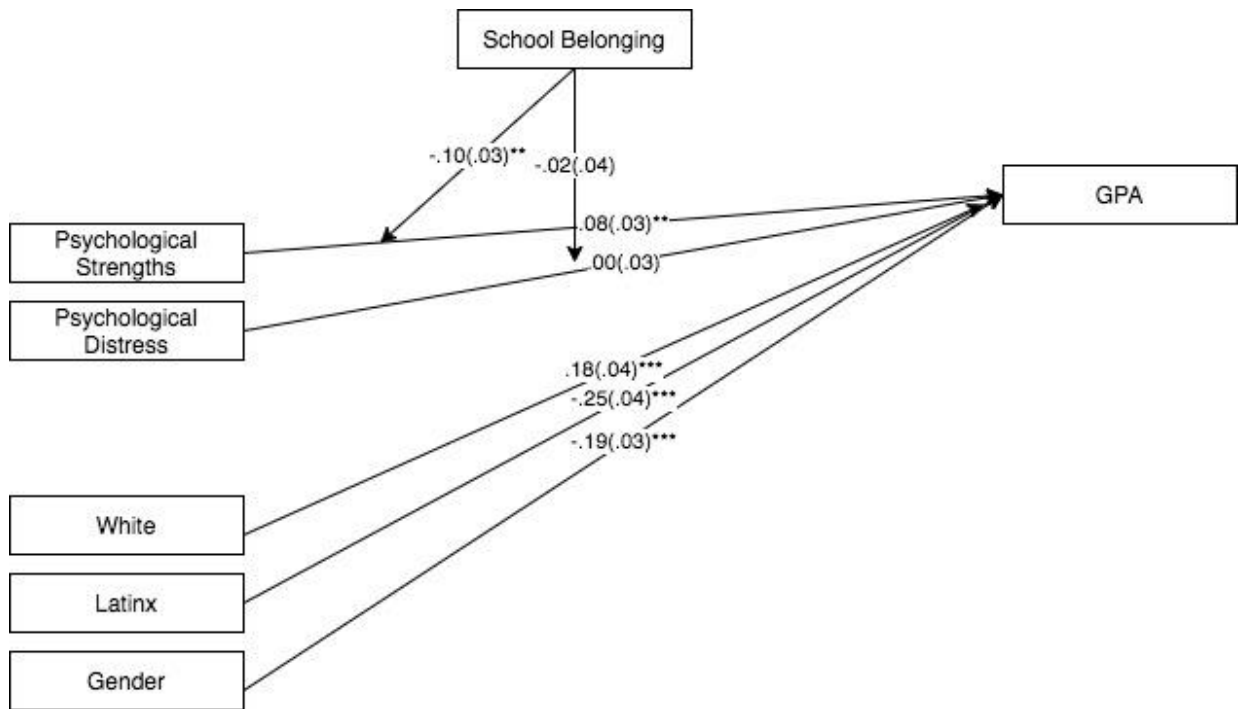 School Belonging
-.10(.03)**
-.02(.04)
GPA
Psychological
Strengths
.08(.03)**
.00(.03)
Psychological
Distress
.18(.04)***
-.25(.04)***
-.19(.03)***
White
Latinx
Gender